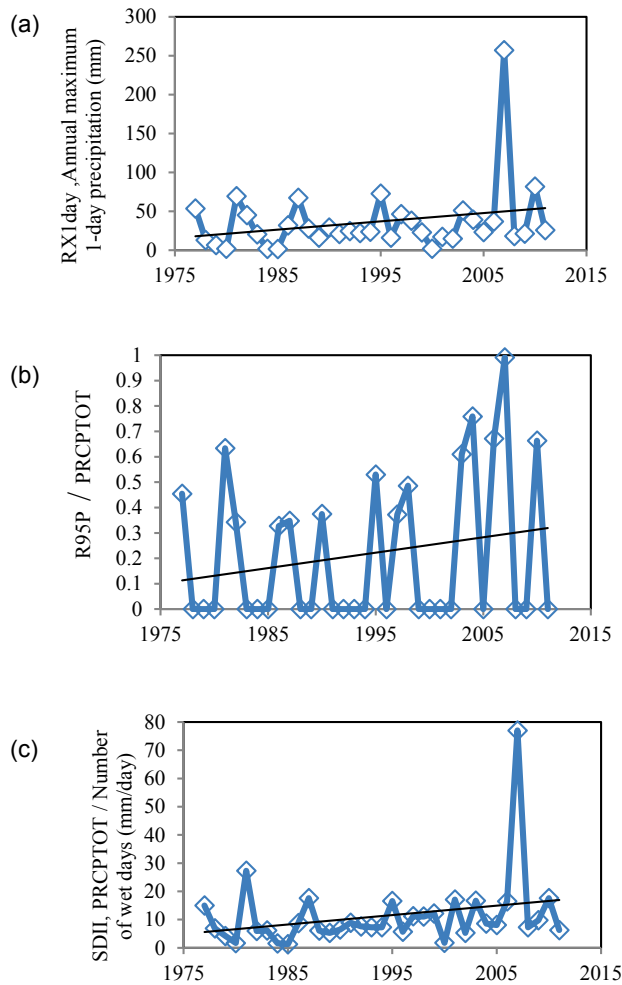 (a)
RX1day ,Annual maximum
1-day precipitation (mm)
300
250
200
150
100
50
0
1975 1985 1995 2005 2015
(b)
R95P / PRCPTOT
1
0.9
0.8
0.7
0.6
0.5
0.4
0.3
0.2
0.1
0
1975 1985 1995 2005 2015
(c)
SDII, PRCPTOT / Number
of wet days (mm/day)
80
70
60
50
40
30
20
10
0
1975 1985 1995 2005 2015